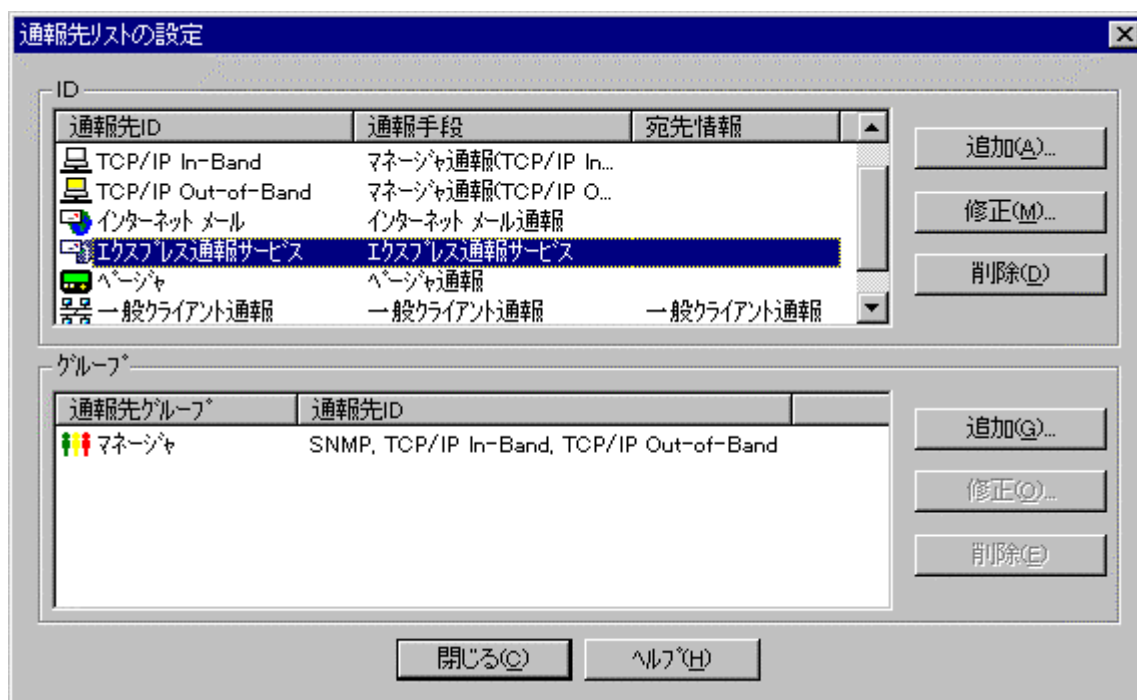 通報先リストの設定
ID
通報先ID 通報手段 宛先情報
TCP/IP In-Band マネージャ通報(TCP/IP In...
TCP/IP Out-of-Band マネージャ通報(TCP/IP O...
インターネット メール インターネット メール通報
エクスプレス通報サービス エクスプレス通報サービス
ページャ ページャ通報
一般クライアント通報 一般クライアント通報 一般クライアント通報
追加(A)...
修正(M)...
削除(D)
グループ
通報先グループ 通報先ID
マネージャ SNMP, TCP/IP In-Band, TCP/IP Out-of-Band
追加(G)...
修正(O)...
削除(E)
閉じる(C) ヘルプ(H)